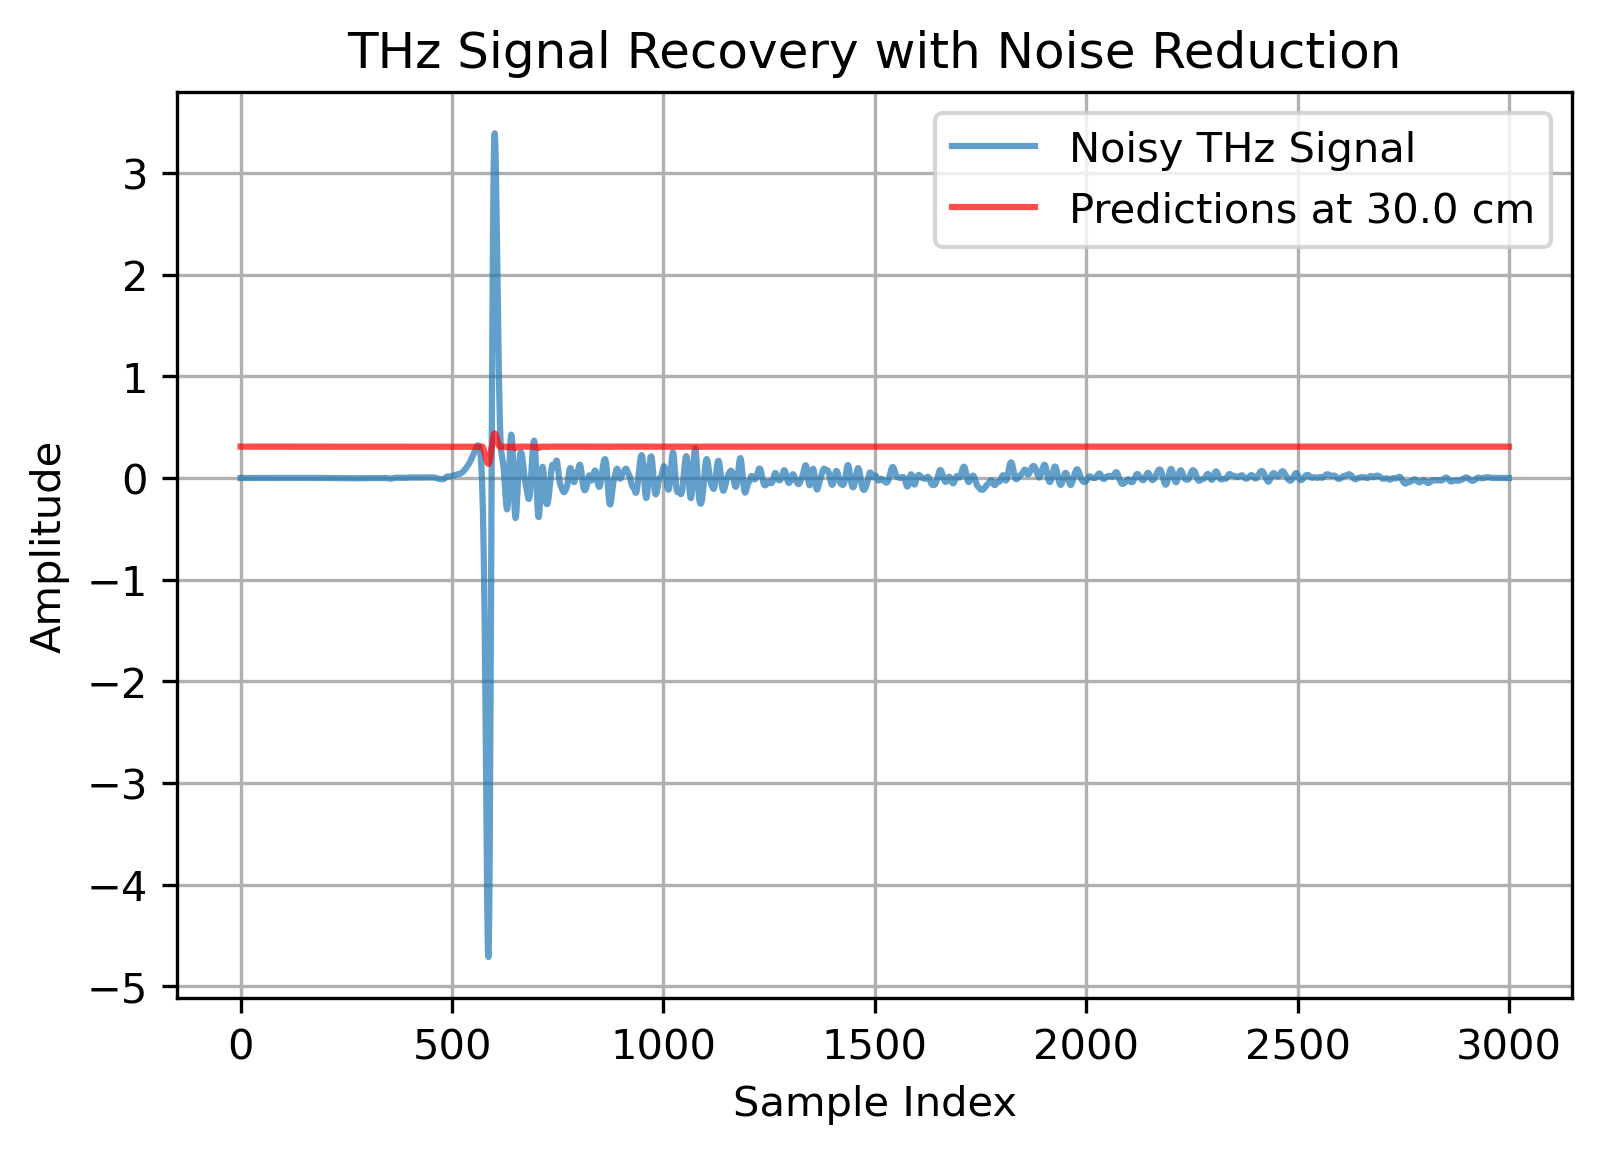 THz Signal Recovery with Noise Reduction
Noisy THz Signal
Predictions at 30.0 cm
3
2
1
0
−1
−2
−3
−4
−5
Amplitude
0 500 1000 1500 2000 2500 3000
Sample Index